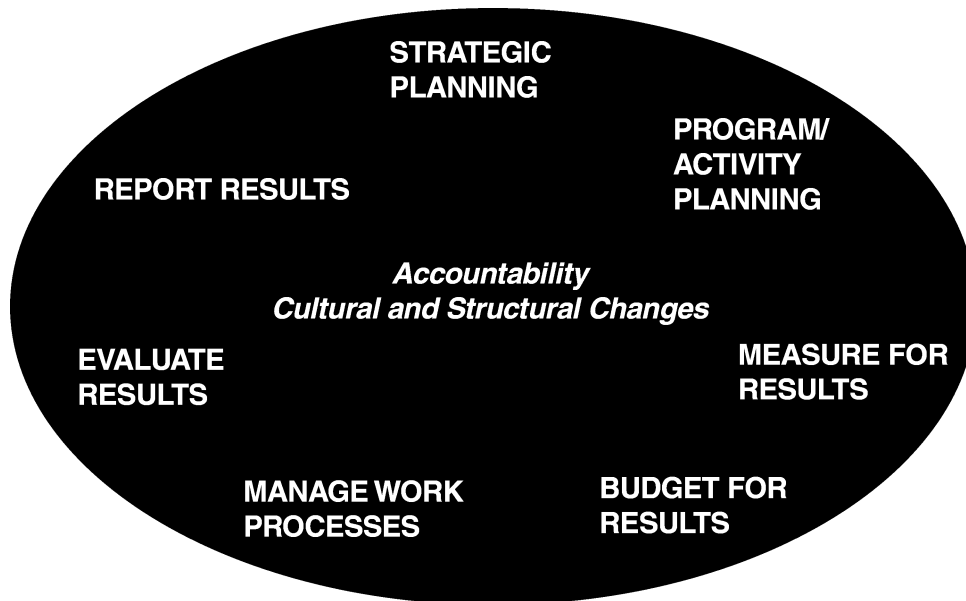 STRATEGIC
PLANNING
PROGRAM/
ACTIVITY
PLANNING
REPORT RESULTS
Accountability
Cultural and Structural Changes
EVALUATE
RESULTS
MEASURE FOR
RESULTS
MANAGE WORK
PROCESSES
BUDGET FOR
RESULTS